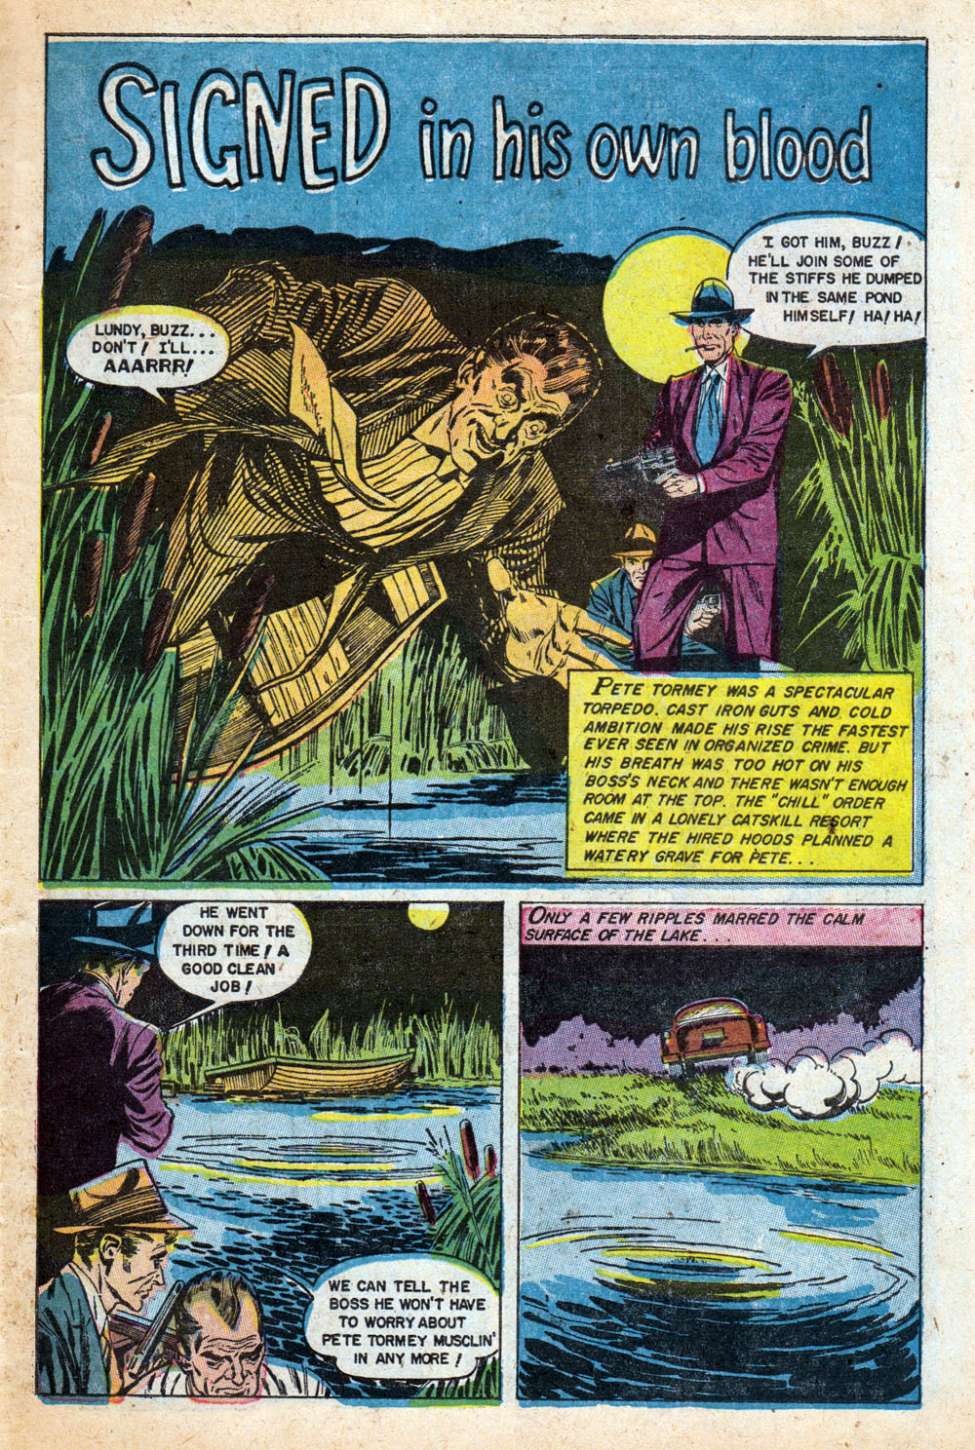 SIGNED in his own blood
LUNDY, BUZZ...
DON'T! I'LL...
AAARRR!
I GOT HIM, BUZZ!
HE'LL JOIN SOME OF
THE STIFFS HE DUMPED
IN THE SAME POND
HIMSELF! HA! HA!
PETE TORMEY WAS A SPECTACULAR
TORPEDO. CAST IRON GUTS AND COLD
AMBITION MADE HIS RISE THE FASTEST
EVER SEEN IN ORGANIZED CRIME. BUT
HIS BREATH WAS TOO HOT ON HIS
BOSS'S NECK AND THERE WASN'T ENOUGH
ROOM AT THE TOP. THE "CHILL" ORDER
CAME IN A LONELY CATSKILL RESORT
WHERE THE HIRED HOODS PLANNED A
WATERY GRAVE FOR PETE...
HE WENT
DOWN FOR THE
THIRD TIME! A
GOOD CLEAN
JOB!
WE CAN TELL THE
BOSS HE WON'T HAVE
TO WORRY ABOUT
PETE TORMEY MUSCLIN'
IN ANY MORE!
ONLY A FEW RIPPLES MARRED THE CALM
SURFACE OF THE LAKE...